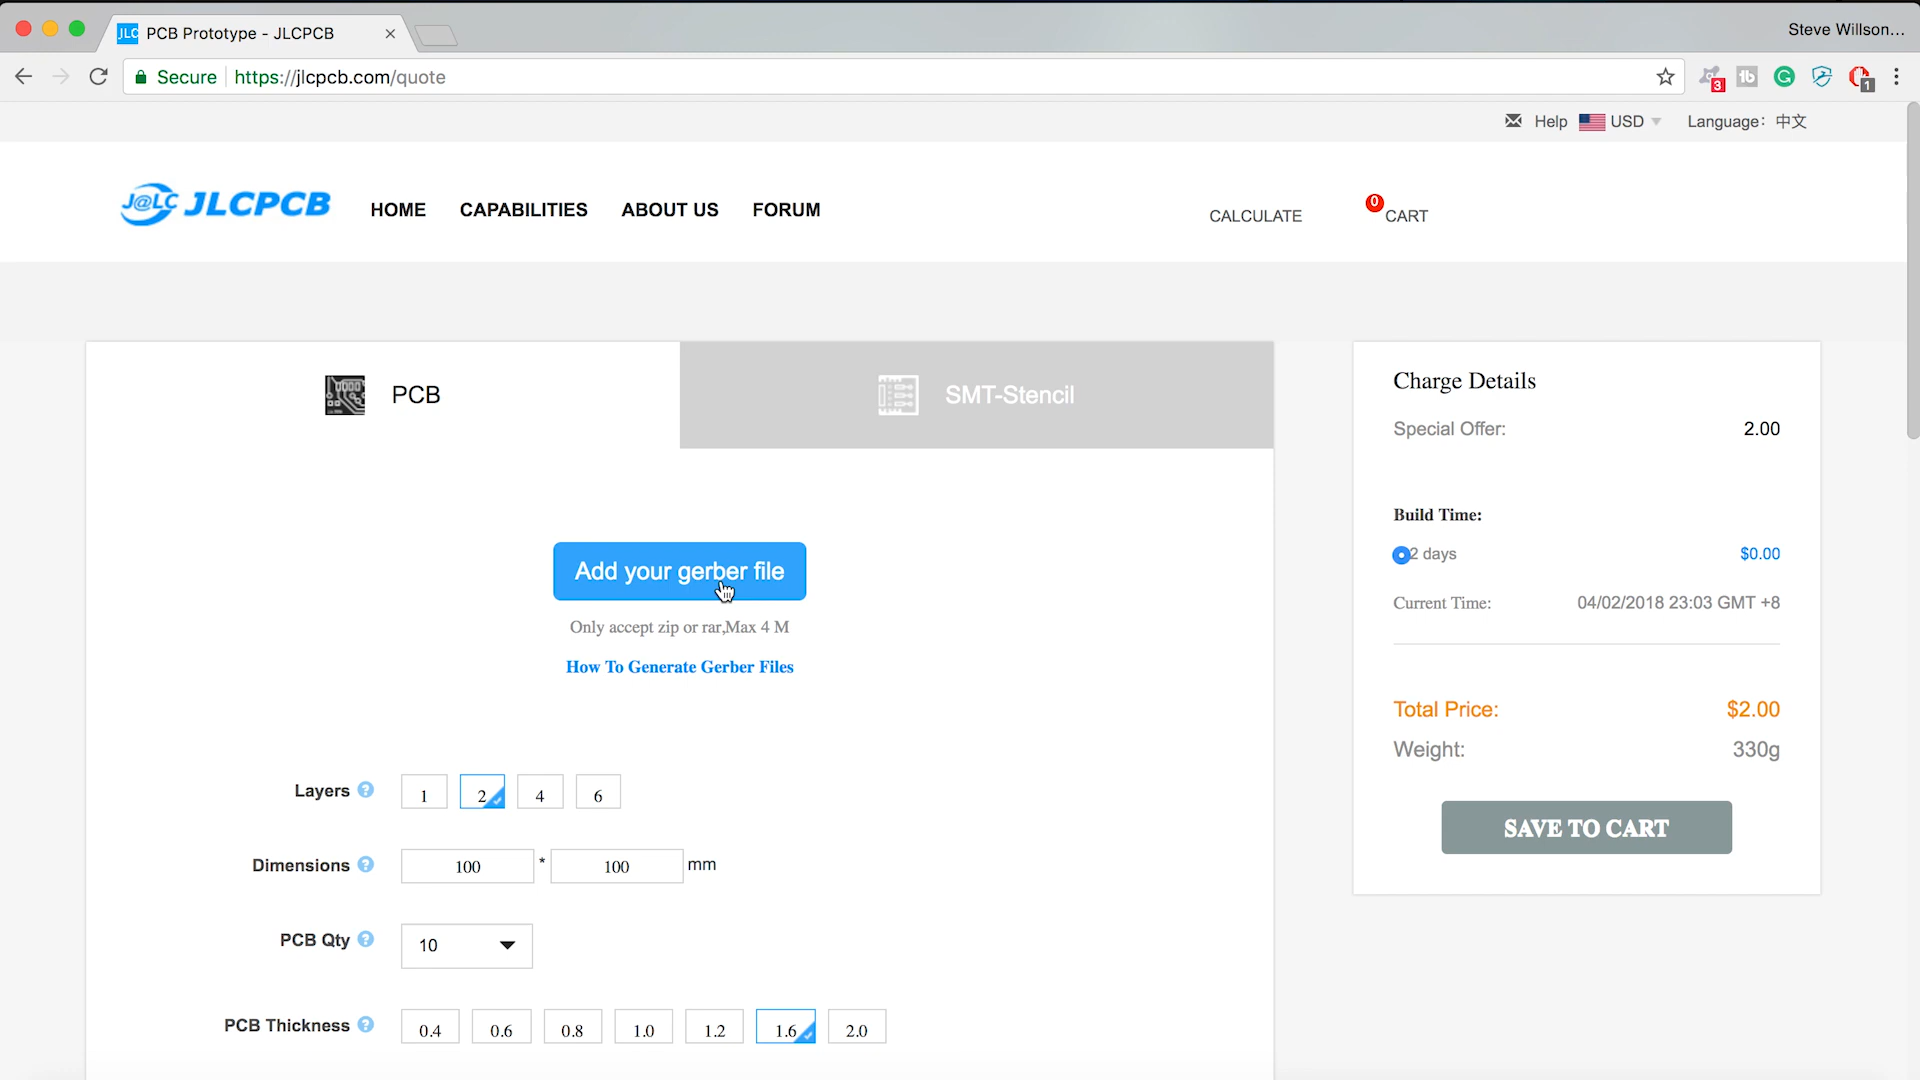 JLC PCB Prototype - JLCPCB
Steve Willson...
Secure https://jlcpcb.com/quote
3 1b G 1
Help USD Language: 中文
J@LC JLCPCB HOME CAPABILITIES ABOUT US FORUM CALCULATE 0 CART
PCB
SMT-Stencil
Add your gerber file
Only accept zip or rar,Max 4 M
How To Generate Gerber Files
Layers ? 1 2 4 6
Dimensions ? 100 * 100 mm
PCB Qty ? 10
PCB Thickness ? 0.4 0.6 0.8 1.0 1.2 1.6 2.0
Charge Details
Special Offer: 2.00
Build Time:
2 days $0.00
Current Time: 04/02/2018 23:03 GMT +8
Total Price: $2.00
Weight: 330g
SAVE TO CART